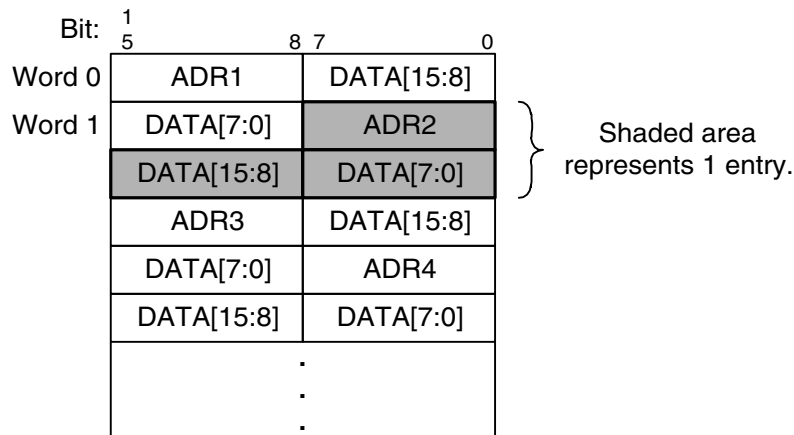 Bit: 15 8 7 0
Word 0 ADR1 DATA[15:8]
Word 1 DATA[7:0] ADR2
DATA[15:8] DATA[7:0]
ADR3 DATA[15:8]
DATA[7:0] ADR4
DATA[15:8] DATA[7:0]
.
.
.
Shaded area
represents 1 entry.